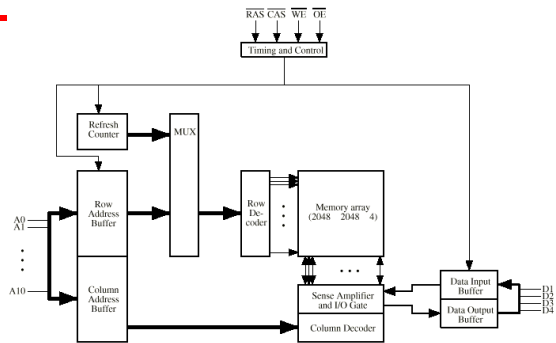 RAS CAS WE OE
Timing and Control
Refresh
Counter
MUX
Row
Address
Buffer
Row
De-
coder
Memory array
(2048 2048 4)
A0
A1
A10
Column
Address
Buffer
Sense Amplifier
and I/O Gate
Column Decoder
Data Input
Buffer
Data Output
Buffer
D1
D2
D3
D4